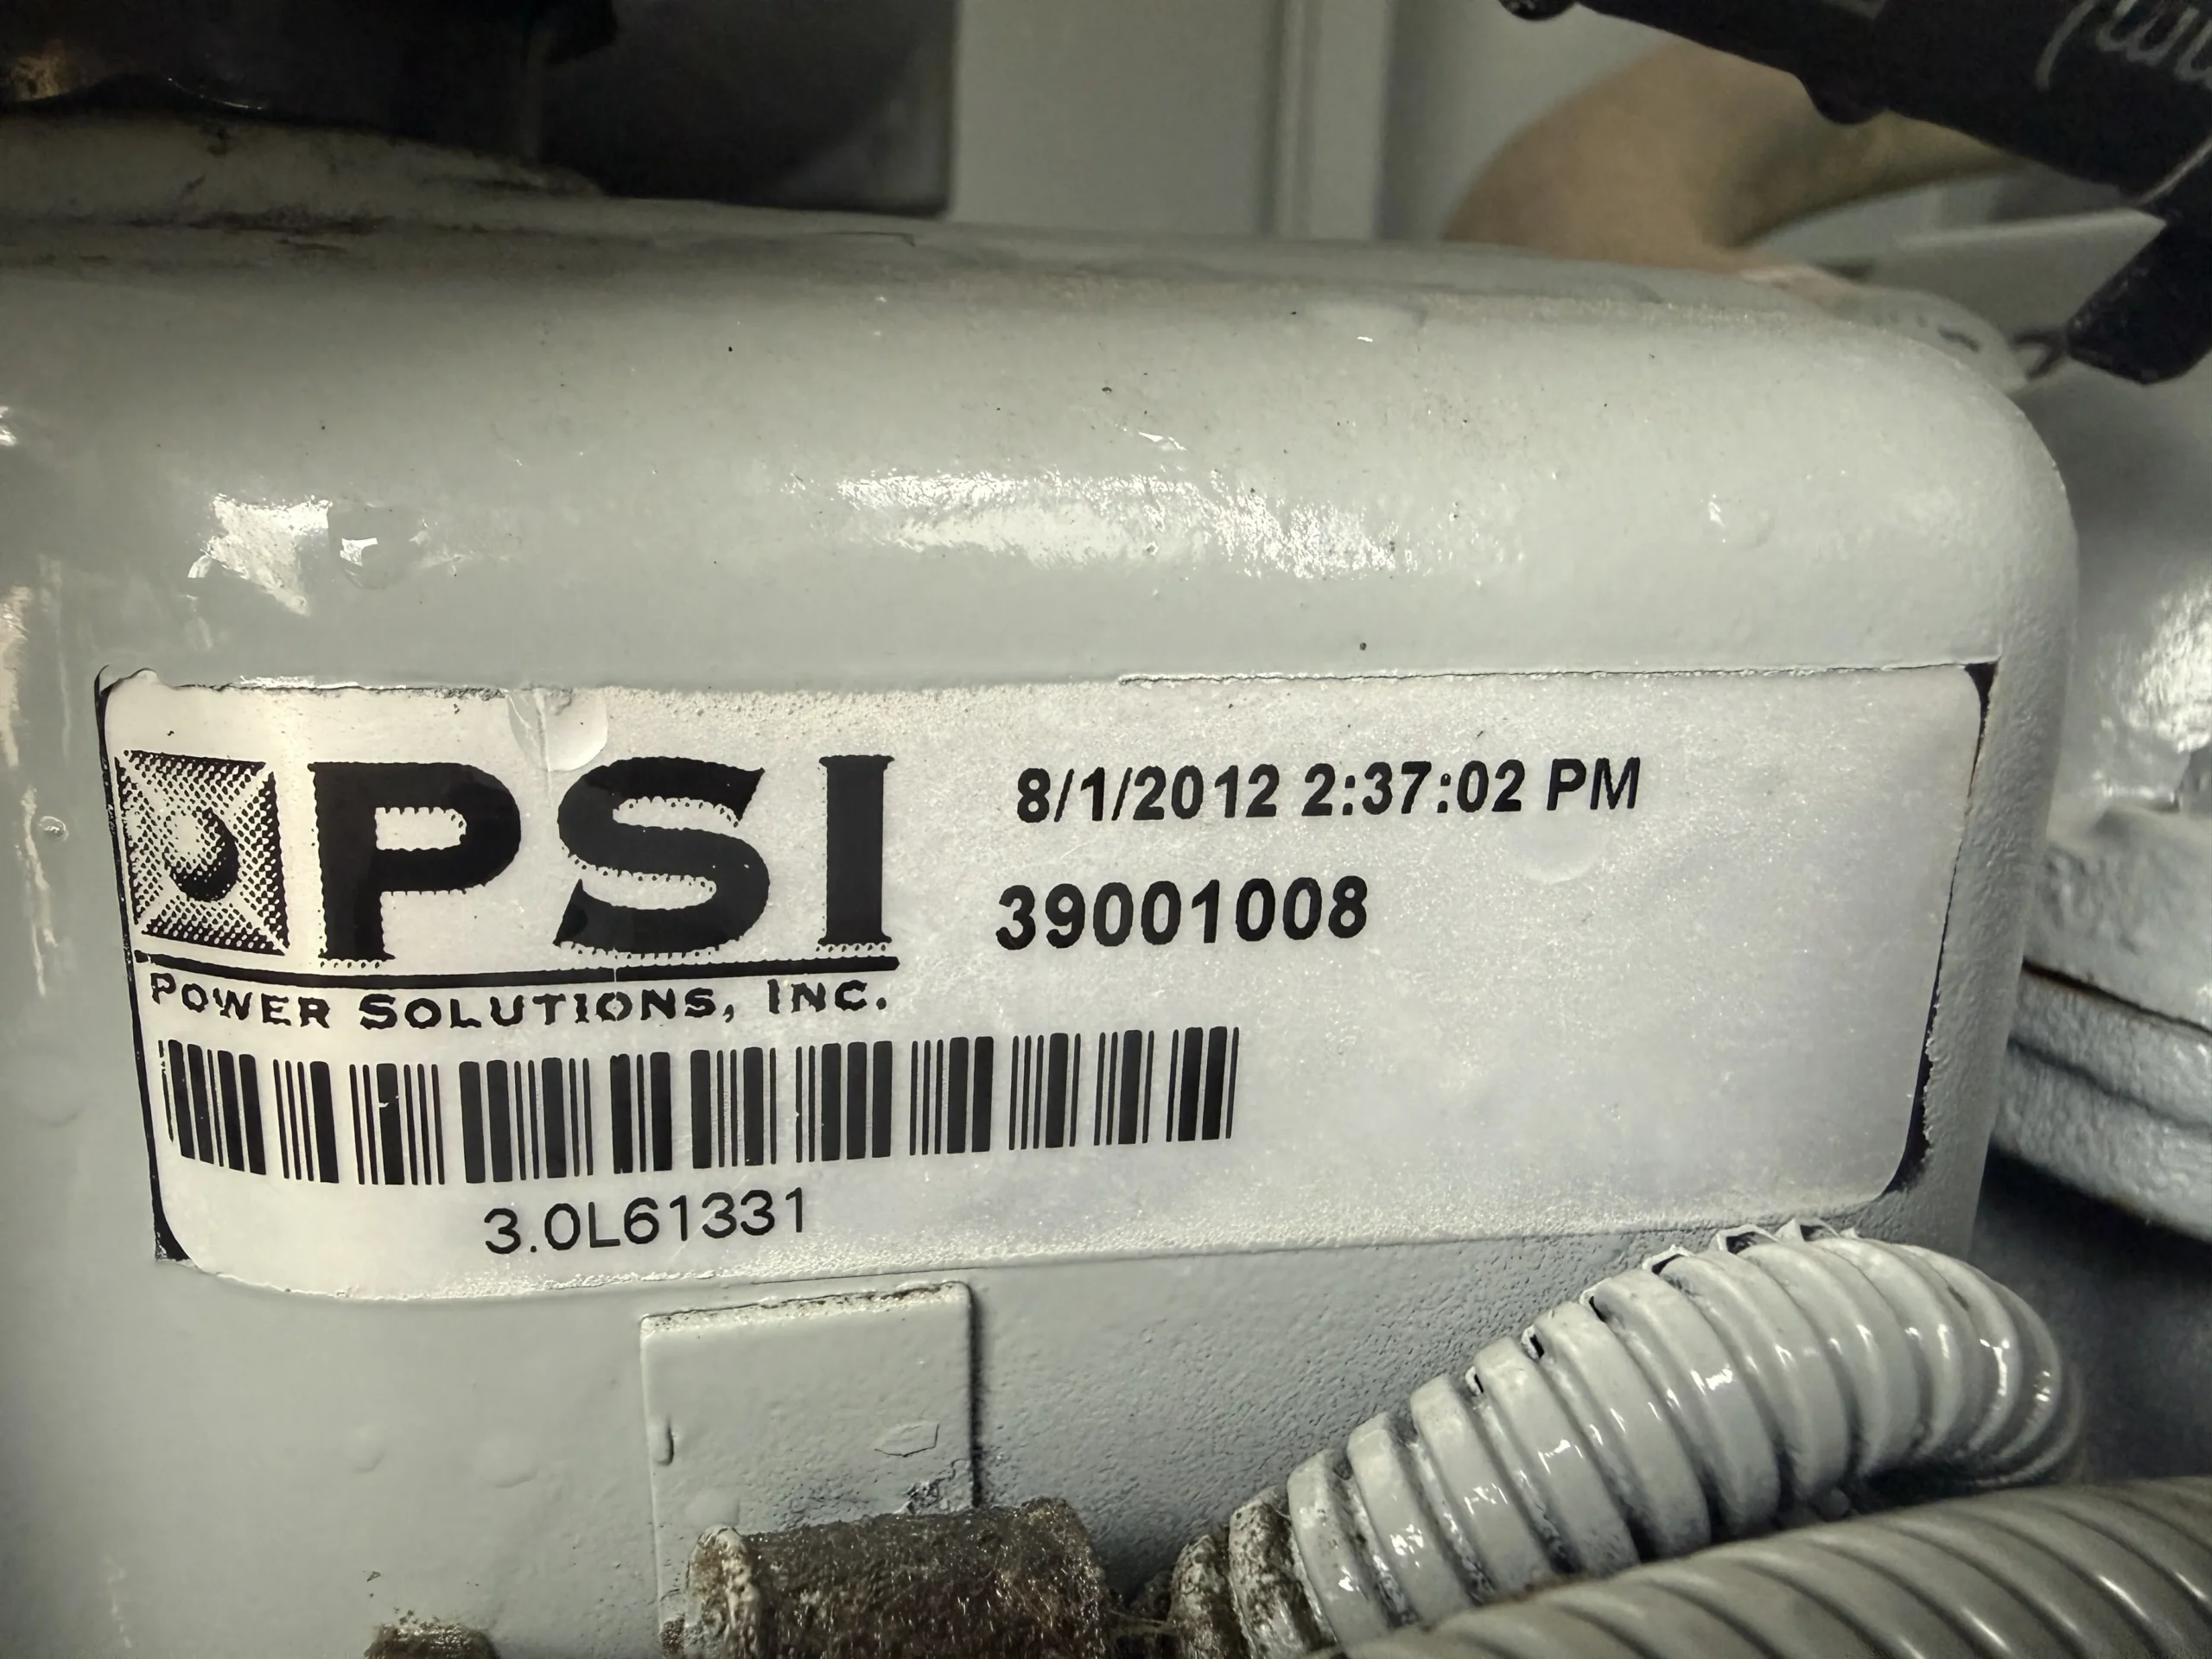 PSI
POWER SOLUTIONS, INC.
8/1/2012 2:37:02 PM
39001008
3.0L61331